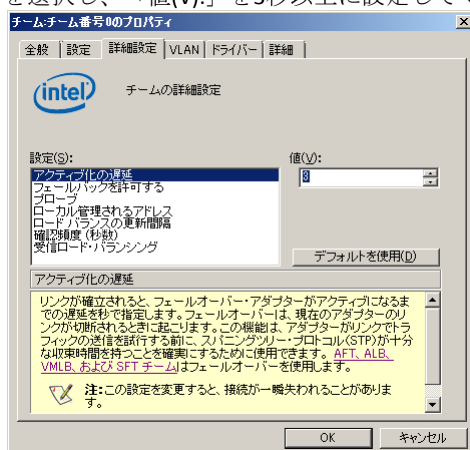 を選択し、「値(V):」を3秒以上に設定して
チーム:チーム番号0のプロパティ
全般
設定
詳細設定
VLAN
ドライバー
詳細
intel
チームの詳細設定
設定(S):
値(V):
アクティブ化の遅延
3
フェールバックを許可する
プローブ
ローカル管理されるアドレス
ロード バランスの更新間隔
確認頻度 (秒数)
受信ロード・バランシング
デフォルトを使用(D)
アクティブ化の遅延
リンクが確立されると、フェールオーバー・アダプターがアクティブになるま
での遅延を秒で指定します。フェールオーバーは、現在のアダプターのリ
ンクが切断されるときに起こります。この機能は、アダプターがリンクでトラ
フィックの送信を試行する前に、スパニングツリー・プロトコル(STP)が十分
な収束時間を持つことを確実にするために使用できます。 AFT、ALB、
VMLB、および SFT チームはフェールオーバーを使用します。
注:この設定を変更すると、接続が一瞬失われることがありま
す。
OK
キャンセル